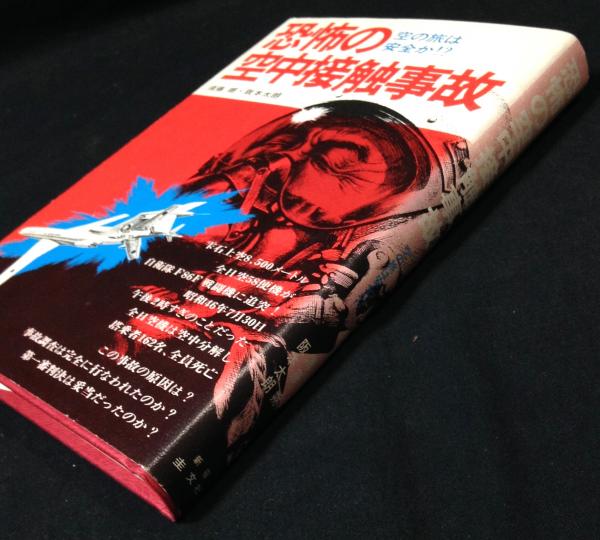 恐怖の
空中接触事故
空の旅は
安全か!?
雫石上空8,500メートル
全日空58便機が
自衛隊F86F戦闘機に追突！
昭和46年7月30日
午後2時すぎのことだった
全日空機は空中分解し
搭乗者162名、全員死亡
この事故の原因は？
事故調査は完全に行なわれたのか？
第一審判決は妥当だったのか？
圭文社